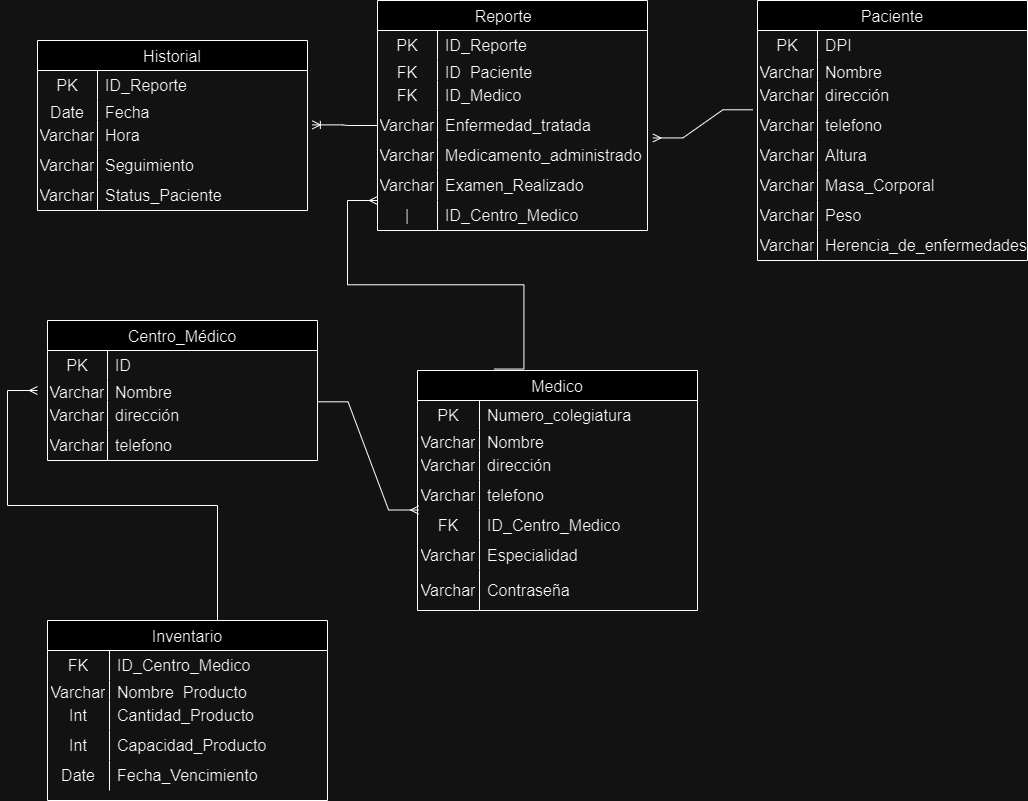 Reporte
PK ID_Reporte
FK ID_Paciente
FK ID_Medico
Varchar Enfermedad_tratada
Varchar Medicamento_administrado
Varchar Examen_Realizado
| ID_Centro_Medico
Paciente
PK DPI
Varchar Nombre
Varchar dirección
Varchar telefono
Varchar Altura
Varchar Masa_Corporal
Varchar Peso
Varchar Herencia_de_enfermedades
Historial
PK ID_Reporte
Date Fecha
Varchar Hora
Varchar Seguimiento
Varchar Status_Paciente
Centro_Médico
PK ID
Varchar Nombre
Varchar dirección
Varchar telefono
Medico
PK Numero_colegiatura
Varchar Nombre
Varchar dirección
Varchar telefono
FK ID_Centro_Medico
Varchar Especialidad
Varchar Contraseña
Inventario
FK ID_Centro_Medico
Varchar Nombre_Producto
Int Cantidad_Producto
Int Capacidad_Producto
Date Fecha_Vencimiento